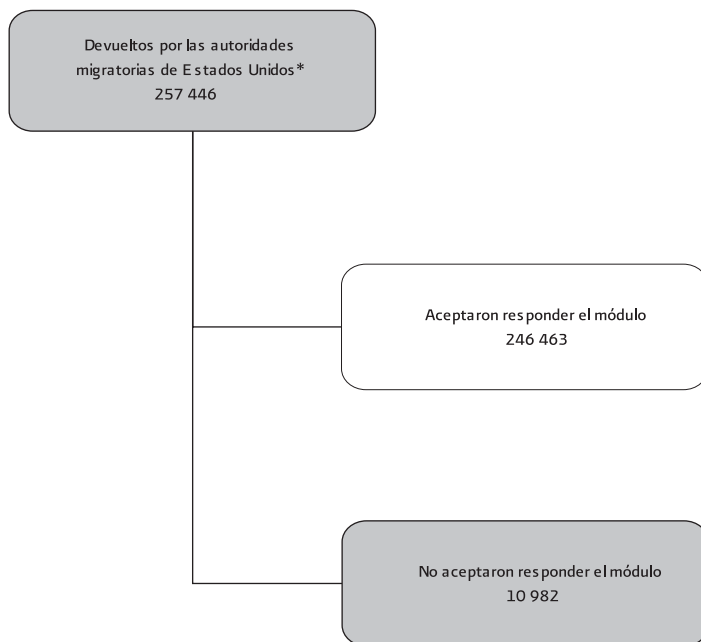 Devueltos por las autoridades
migratorias de Estados Unidos*
257 446
Aceptaron responder el módulo
246 463
No aceptaron responder el módulo
10 982